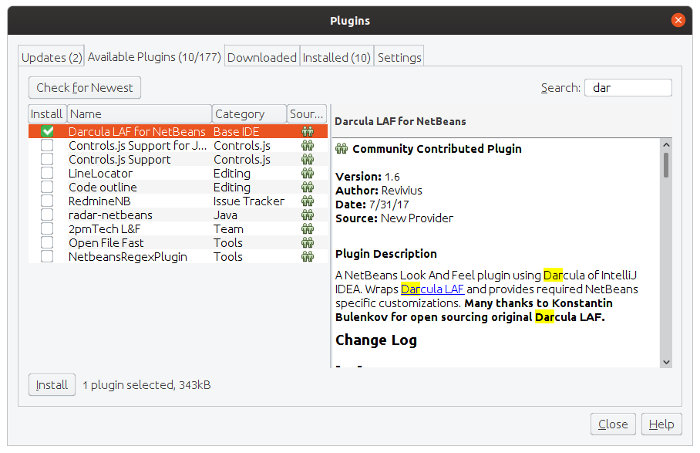 Plugins
Updates (2) Available Plugins (10/177) Downloaded Installed (10) Settings
Check for Newest Search: dar
Install Name Category Sour...
Darcula LAF for NetBeans Base IDE
Controls.js Support for J... Controls.js
Controls.js Support Controls.js
LineLocator Editing
Code outline Editing
RedmineNB Issue Tracker
radar-netbeans Java
2pmTech L&F Team
Open File Fast Tools
NetbeansRegexPlugin Tools
Darcula LAF for NetBeans
Community Contributed Plugin
Version: 1.6
Author: Revivius
Date: 7/31/17
Source: New Provider
Plugin Description
A NetBeans Look And Feel plugin using Darcula of IntelliJ
IDEA. Wraps Darcula LAF and provides required NetBeans
specific customizations. Many thanks to Konstantin
Bulenkov for open sourcing original Darcula LAF.
Change Log
Install 1 plugin selected, 343kB
Close Help